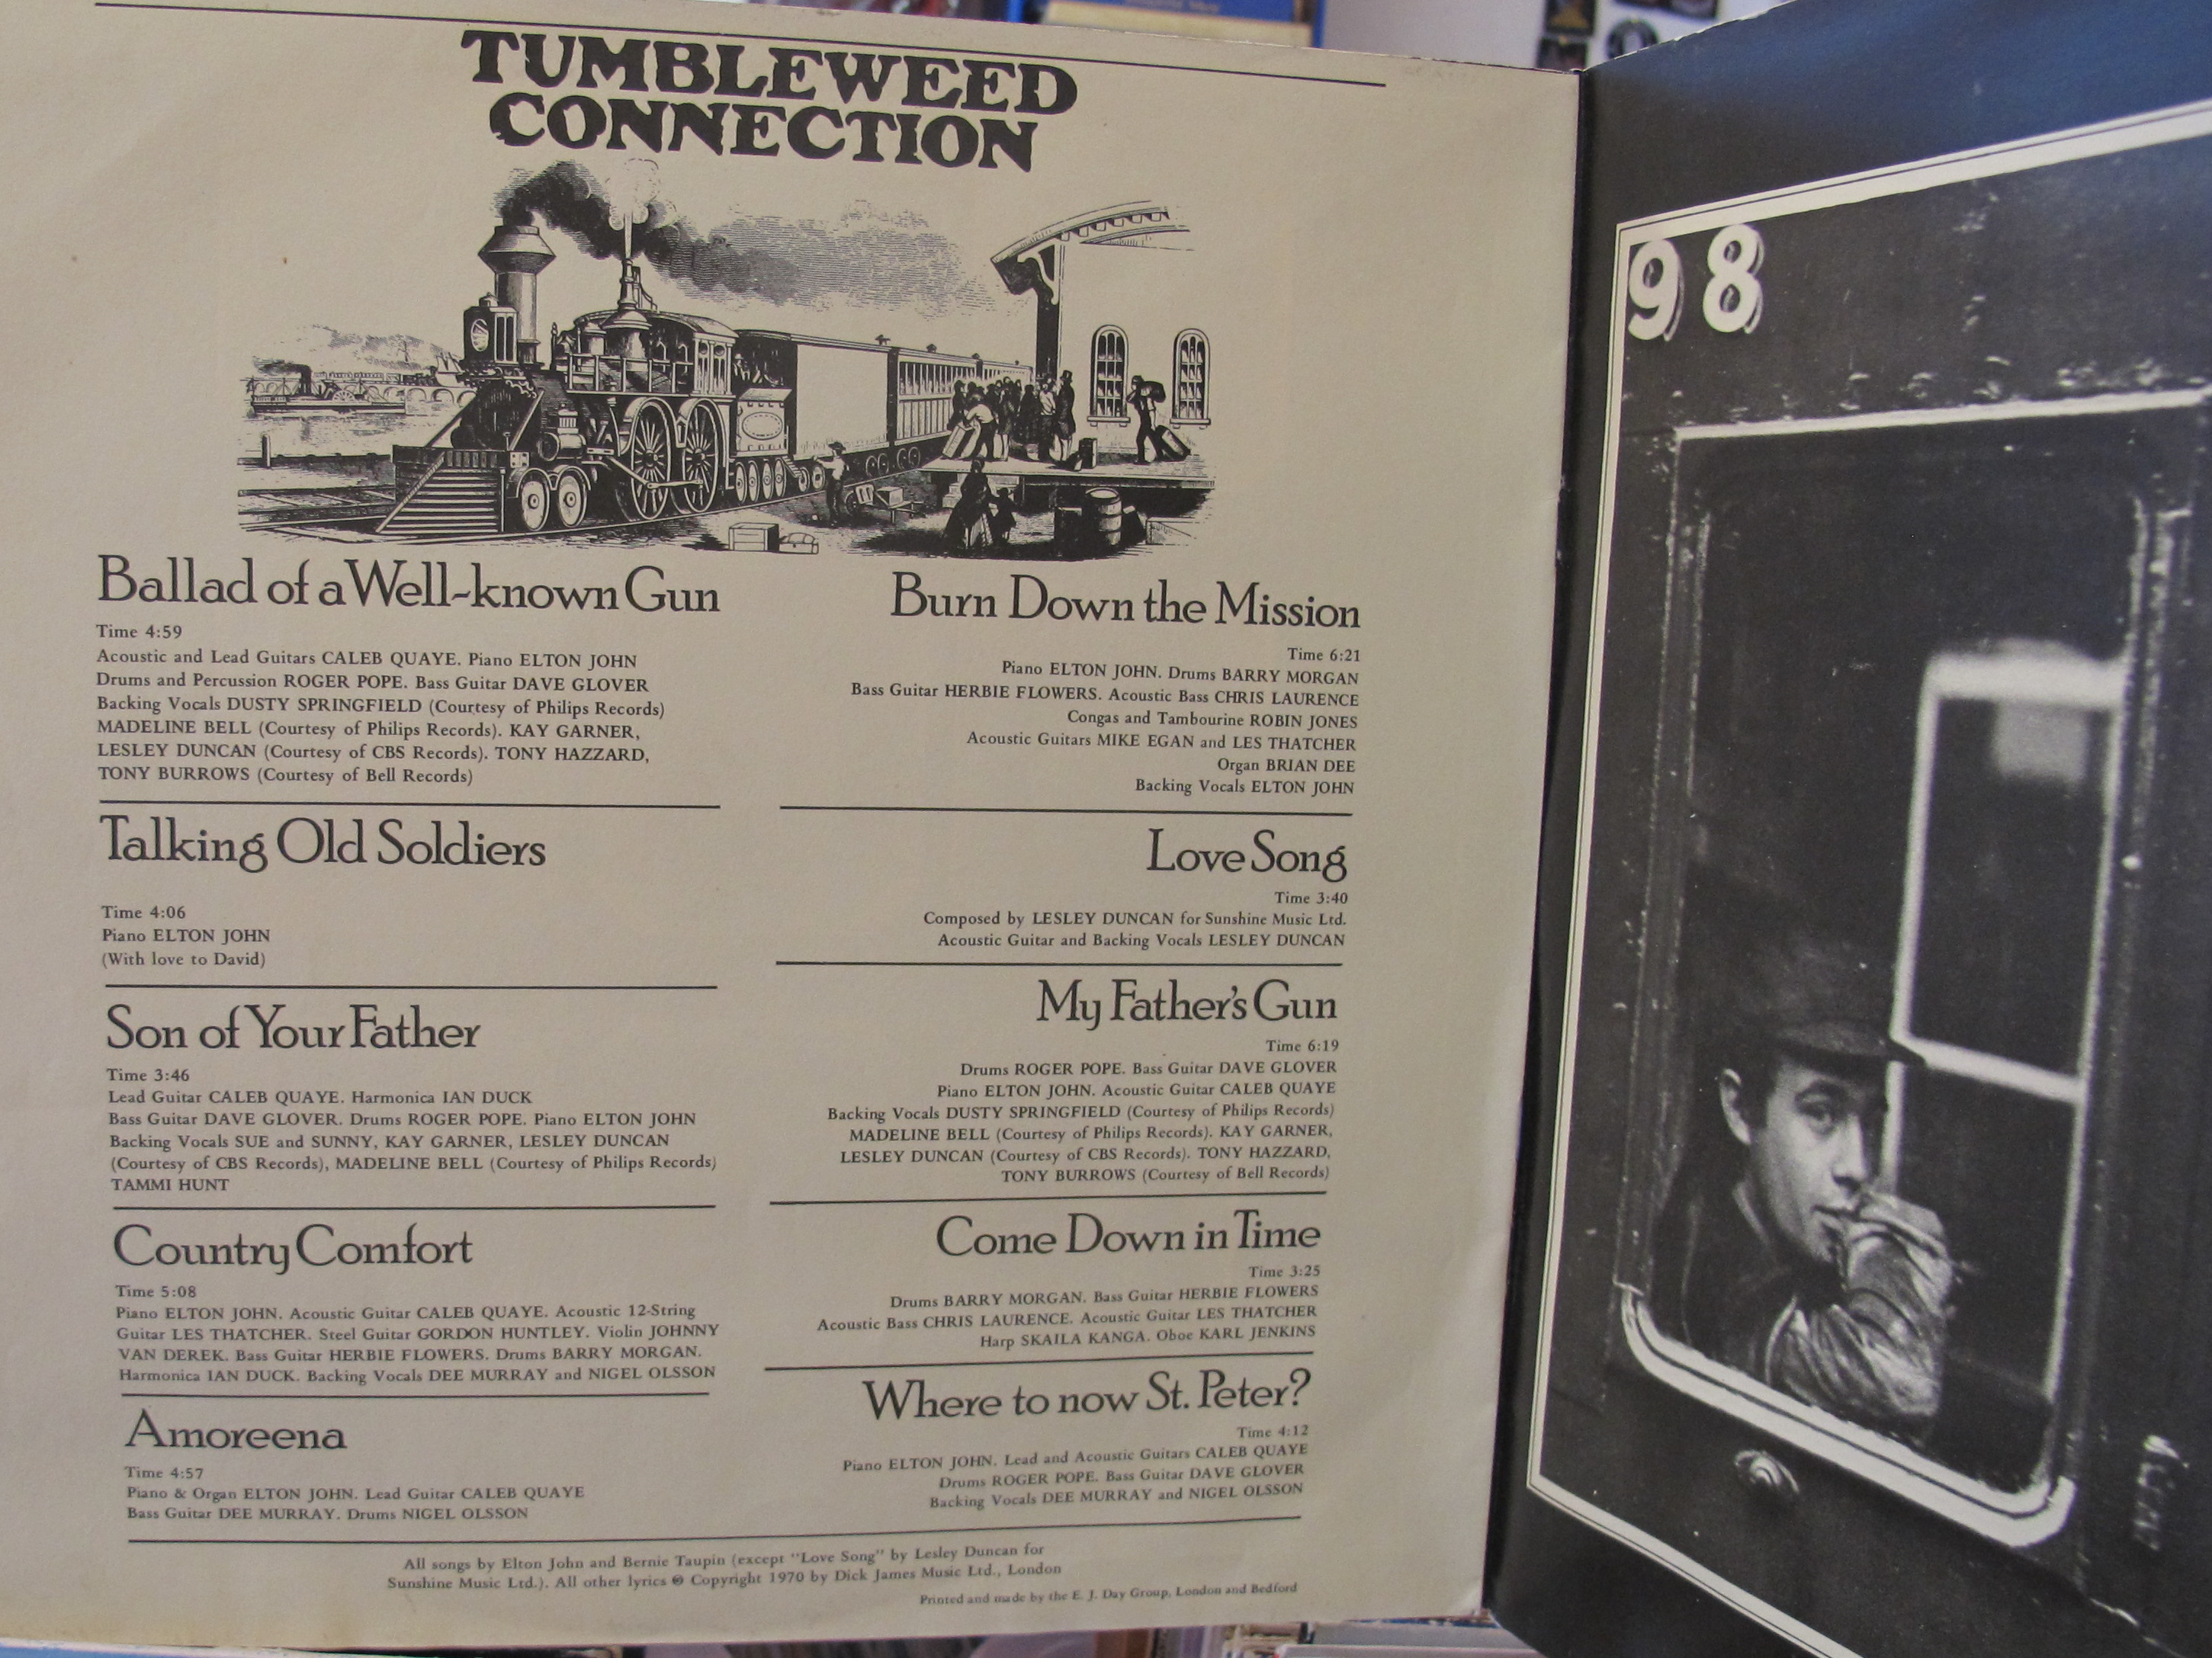 TUMBLEWEED
CONNECTION
Ballad of a Well-known Gun
Time 4:59
Acoustic and Lead Guitars CALEB QUAYE. Piano ELTON JOHN
Drums and Percussion ROGER POPE. Bass Guitar DAVE GLOVER
Backing Vocals DUSTY SPRINGFIELD (Courtesy of Philips Records)
MADELINE BELL (Courtesy of Philips Records). KAY GARNER,
LESLEY DUNCAN (Courtesy of CBS Records). TONY HAZZARD,
TONY BURROWS (Courtesy of Bell Records)
Talking Old Soldiers
Time 4:06
Piano ELTON JOHN
(With love to David)
Son of Your Father
Time 3:46
Lead Guitar CALEB QUAYE. Harmonica IAN DUCK
Bass Guitar DAVE GLOVER. Drums ROGER POPE. Piano ELTON JOHN
Backing Vocals SUE and SUNNY, KAY GARNER, LESLEY DUNCAN
(Courtesy of CBS Records), MADELINE BELL (Courtesy of Philips Records)
TAMMI HUNT
Country Comfort
Time 5:08
Piano ELTON JOHN. Acoustic Guitar CALEB QUAYE. Acoustic 12-String
Guitar LES THATCHER. Steel Guitar GORDON HUNTLEY. Violin JOHNNY
VAN DEREK. Bass Guitar HERBIE FLOWERS. Drums BARRY MORGAN.
Harmonica IAN DUCK. Backing Vocals DEE MURRAY and NIGEL OLSSON
Amoreena
Time 4:57
Piano & Organ ELTON JOHN. Lead Guitar CALEB QUAYE
Bass Guitar DEE MURRAY. Drums NIGEL OLSSON
Burn Down the Mission
Time 6:21
Piano ELTON JOHN. Drums BARRY MORGAN
Bass Guitar HERBIE FLOWERS. Acoustic Bass CHRIS LAURENCE
Congas and Tambourine ROBIN JONES
Acoustic Guitars MIKE EGAN and LES THATCHER
Organ BRIAN DEE
Backing Vocals ELTON JOHN
Love Song
Time 3:40
Composed by LESLEY DUNCAN for Sunshine Music Ltd.
Acoustic Guitar and Backing Vocals LESLEY DUNCAN
My Father's Gun
Time 6:19
Drums ROGER POPE. Bass Guitar DAVE GLOVER
Piano ELTON JOHN. Acoustic Guitar CALEB QUAYE
Backing Vocals DUSTY SPRINGFIELD (Courtesy of Philips Records)
MADELINE BELL (Courtesy of Philips Records). KAY GARNER,
LESLEY DUNCAN (Courtesy of CBS Records). TONY HAZZARD,
TONY BURROWS (Courtesy of Bell Records)
Come Down in Time
Time 3:25
Drums BARRY MORGAN. Bass Guitar HERBIE FLOWERS
Acoustic Bass CHRIS LAURENCE. Acoustic Guitar LES THATCHER
Harp SKAILA KANGA. Oboe KARL JENKINS
Where to now St. Peter?
Time 4:12
Piano ELTON JOHN. Lead and Acoustic Guitars CALEB QUAYE
Drums ROGER POPE. Bass Guitar DAVE GLOVER
Backing Vocals DEE MURRAY and NIGEL OLSSON
All songs by Elton John and Bernie Taupin (except "Love Song" by Lesley Duncan for
Sunshine Music Ltd.). All other lyrics ℗ Copyright 1970 by Dick James Music Ltd., London
Printed and made by the E. J. Day Group, London and Bedford
98